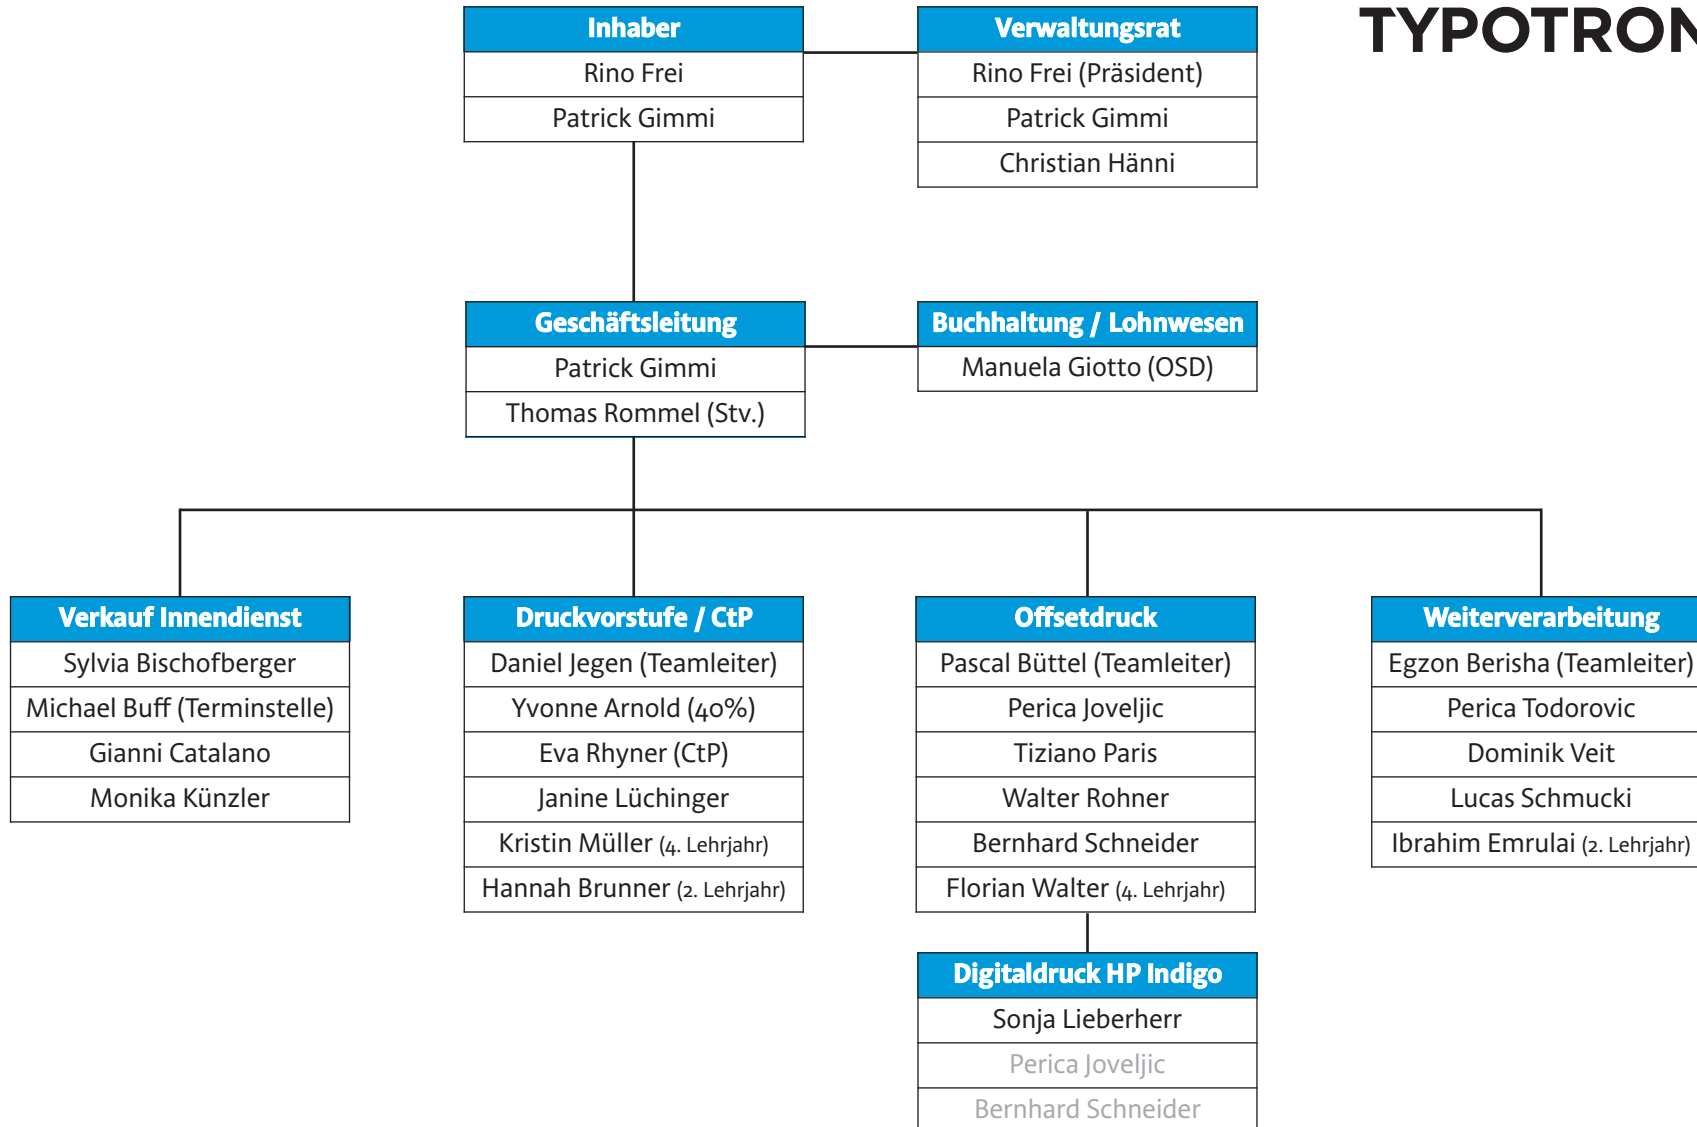 TYPOTRON
Inhaber
Rino Frei
Patrick Gimmi
Verwaltungsrat
Rino Frei (Präsident)
Patrick Gimmi
Christian Hänni
Geschäftsleitung
Patrick Gimmi
Thomas Rommel (Stv.)
Buchhaltung / Lohnwesen
Manuela Giotto (OSD)
Verkauf Innendienst
Sylvia Bischofberger
Michael Buff (Terminstelle)
Gianni Catalano
Monika Künzler
Druckvorstufe / CtP
Daniel Jegen (Teamleiter)
Yvonne Arnold (40%)
Eva Rhyner (CtP)
Janine Lüchinger
Kristin Müller (4. Lehrjahr)
Hannah Brunner (2. Lehrjahr)
Offsetdruck
Pascal Büttel (Teamleiter)
Perica Joveljic
Tiziano Paris
Walter Rohner
Bernhard Schneider
Florian Walter (4. Lehrjahr)
Digitaldruck HP Indigo
Sonja Lieberherr
Perica Joveljic
Bernhard Schneider
Weiterverarbeitung
Egzon Berisha (Teamleiter)
Perica Todorovic
Dominik Veit
Lucas Schmucki
Ibrahim Emrulai (2. Lehrjahr)